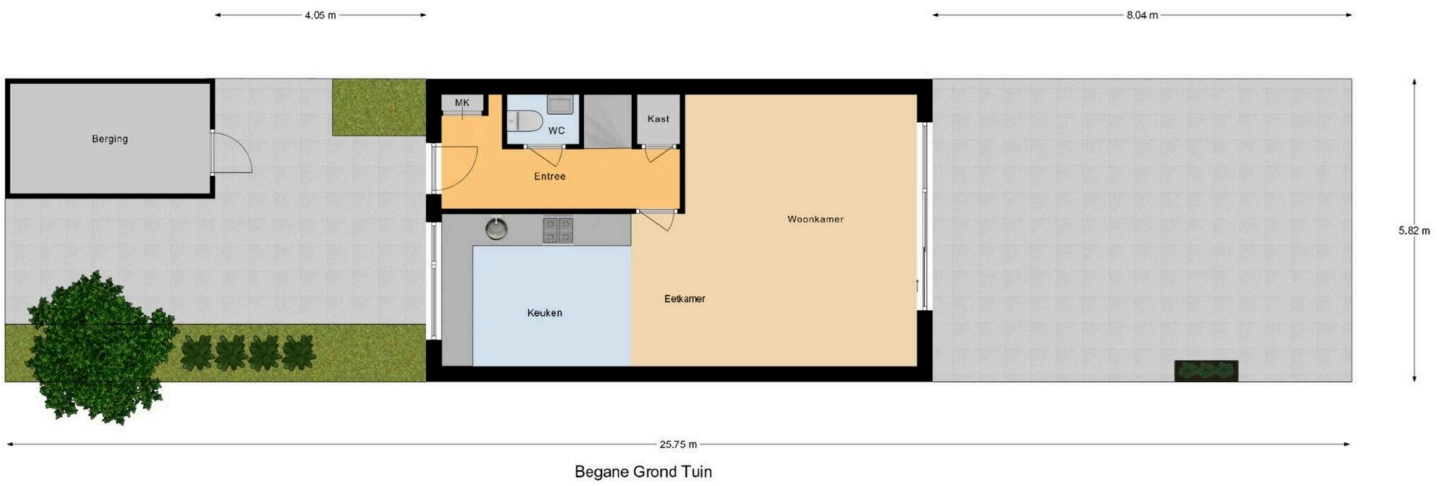 4.05 m
8.04 m
MK
WC
Kast
Berging
Entree
Woonkamer
5.82 m
Eetkamer
Keuken
25.75 m
Begane Grond Tuin